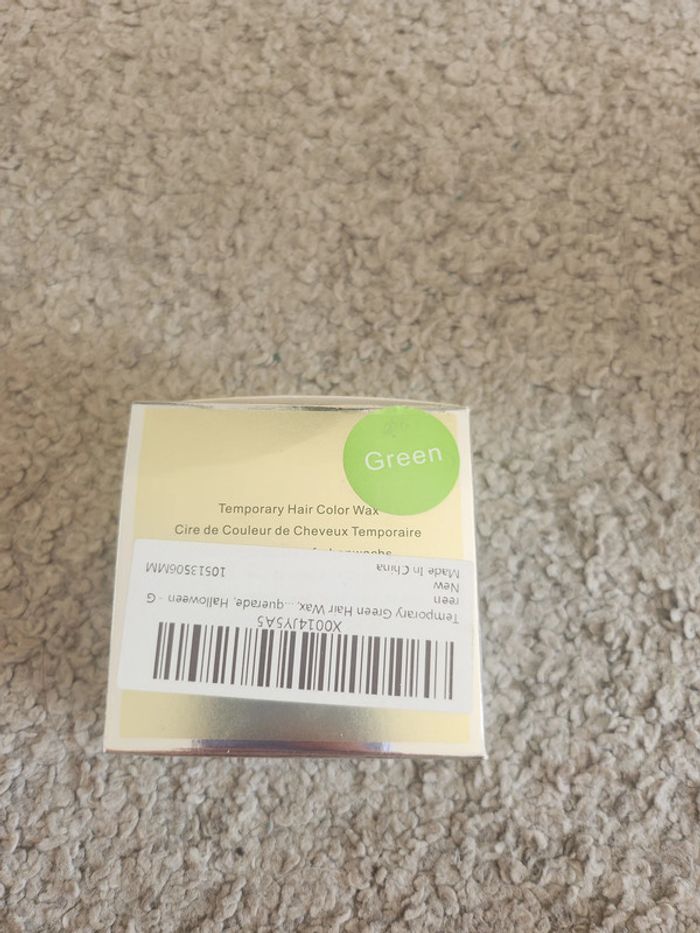 Green
Temporary Hair Color Wax
Cire de Couleur de Cheveux Temporaire
X0014JY5A5
Temporary Green Hair Wax,...querade, Halloween - G
reen
New
Made In China 10513506MM